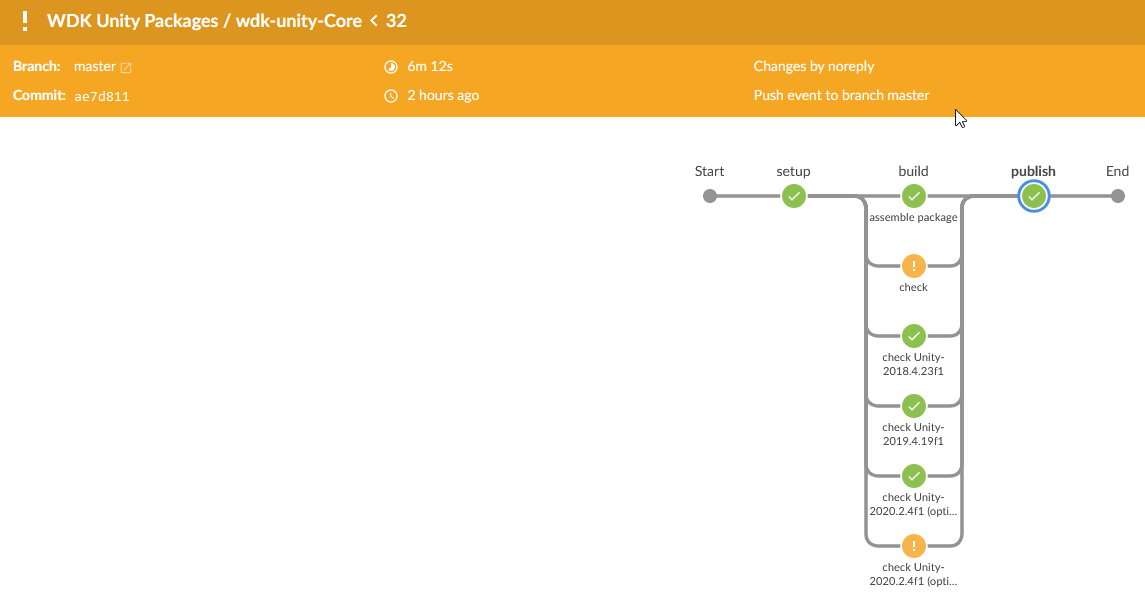 WDK Unity Packages / wdk-unity-Core < 32
Branch: master 6m 12s Changes by noreply
Commit: ae7d811 2 hours ago Push event to branch master
Start setup build publish End
assemble package
check
check Unity-
2018.4.23f1
check Unity-
2019.4.19f1
check Unity-
2020.2.4f1 (opti...
check Unity-
2020.2.4f1 (opti...